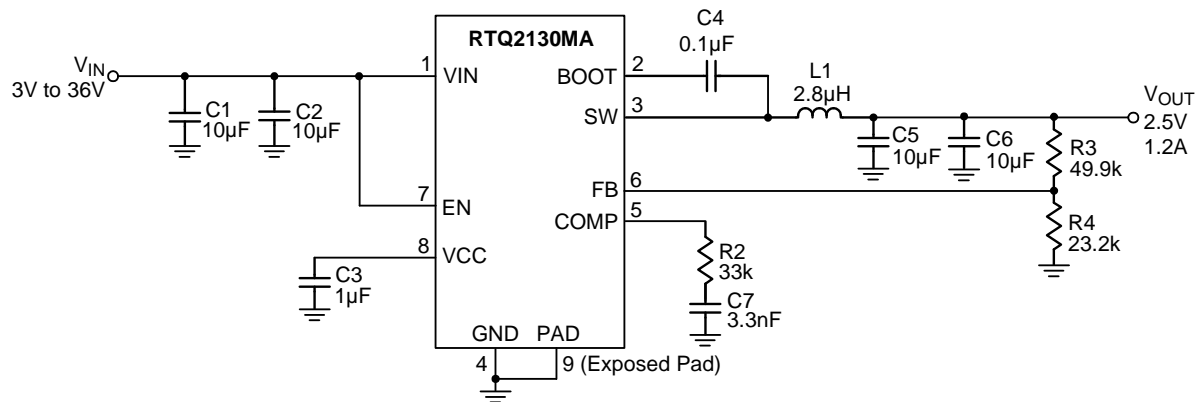 RTQ2130MA
V_IN
3V to 36V
C1
10µF
C2
10µF
1
VIN
7
EN
8
VCC
C3
1µF
GND
PAD
4
9 (Exposed Pad)
BOOT
2
SW
3
FB
6
COMP
5
C4
0.1µF
L1
2.8µH
C5
10µF
C6
10µF
R3
49.9k
R4
23.2k
R2
33k
C7
3.3nF
V_OUT
2.5V
1.2A